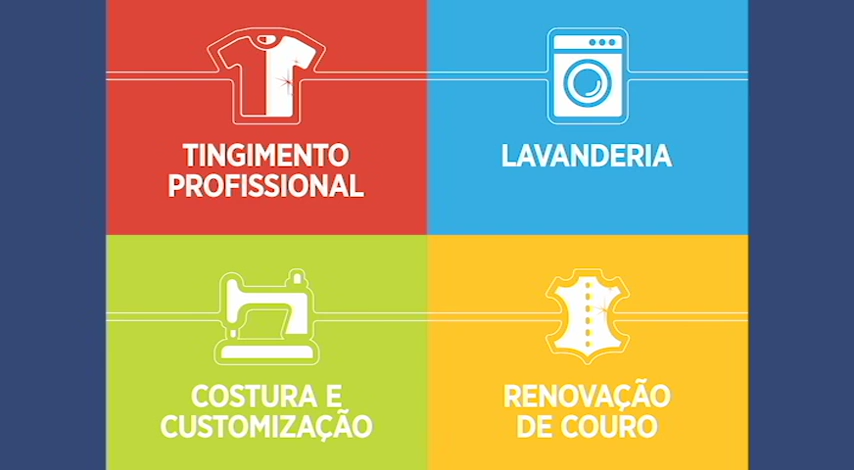 TINGIMENTO
PROFISSIONAL
LAVANDERIA
COSTURA E
CUSTOMIZAÇÃO
RENOVAÇÃO
DE COURO